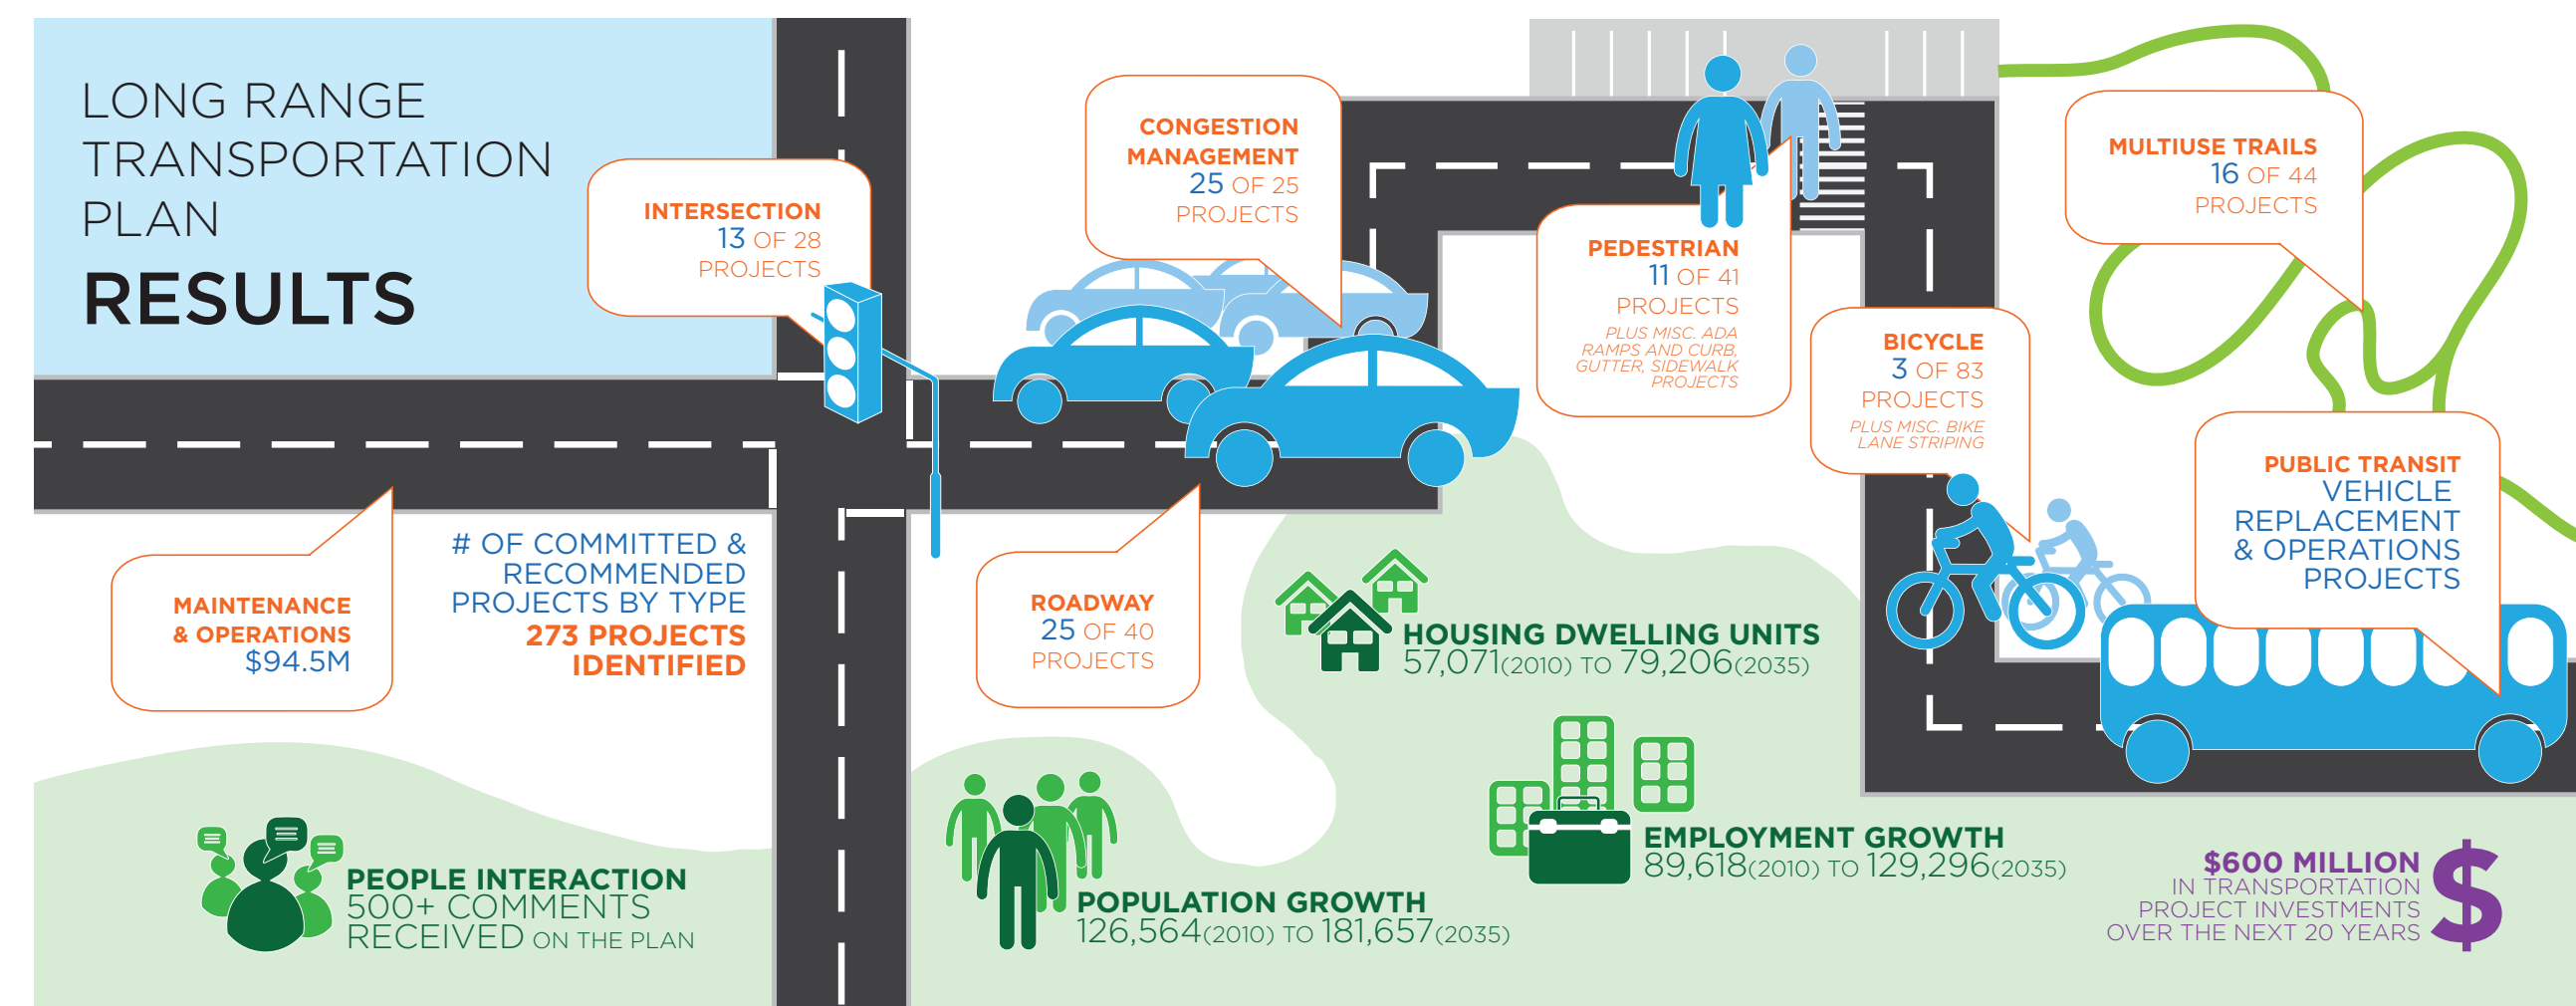 LONG RANGE
TRANSPORTATION
PLAN
RESULTS
INTERSECTION
13 OF 28
PROJECTS
CONGESTION
MANAGEMENT
25 OF 25
PROJECTS
PEDESTRIAN
11 OF 41
PROJECTS
PLUS MISC. ADA
RAMPS AND CURB,
GUTTER, SIDEWALK
PROJECTS
BICYCLE
3 OF 83
PROJECTS
PLUS MISC. BIKE
LANE STRIPING
MULTIUSE TRAILS
16 OF 44
PROJECTS
PUBLIC TRANSIT
VEHICLE
REPLACEMENT
& OPERATIONS
PROJECTS
MAINTENANCE
& OPERATIONS
$94.5M
# OF COMMITTED &
RECOMMENDED
PROJECTS BY TYPE
273 PROJECTS
IDENTIFIED
ROADWAY
25 OF 40
PROJECTS
HOUSING DWELLING UNITS
57,071(2010) TO 79,206(2035)
EMPLOYMENT GROWTH
89,618(2010) TO 129,296(2035)
PEOPLE INTERACTION
500+ COMMENTS
RECEIVED ON THE PLAN
POPULATION GROWTH
126,564(2010) TO 181,657(2035)
$600 MILLION
IN TRANSPORTATION
PROJECT INVESTMENTS
OVER THE NEXT 20 YEARS
$